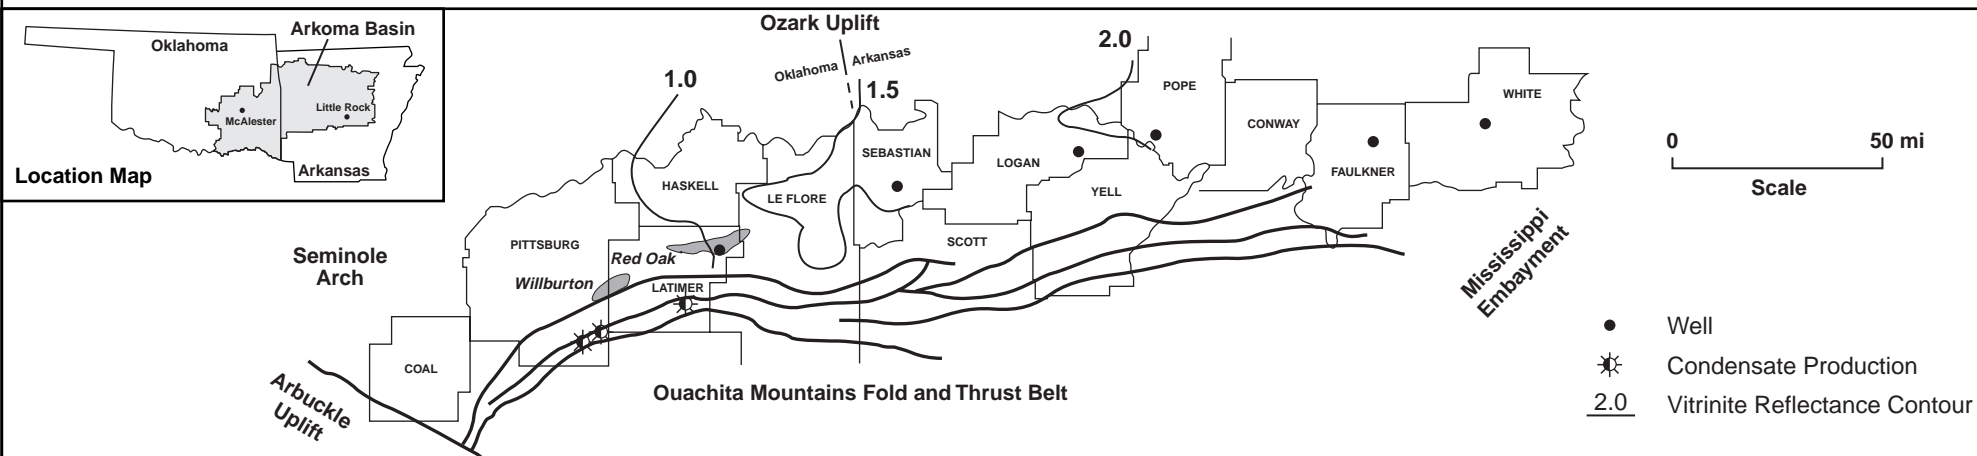 Oklahoma
Arkoma Basin
McAlester
Little Rock
Arkansas
Location Map
Ozark Uplift
Oklahoma
Arkansas
1.0
1.5
2.0
POPE
WHITE
CONWAY
SEBASTIAN
LOGAN
FAULKNER
HASKELL
LE FLORE
YELL
PITTSBURG
SCOTT
Red Oak
Willburton
LATIMER
COAL
Seminole
Arch
Arbuckle
Uplift
Ouachita Mountains Fold and Thrust Belt
Mississippi
Embayment
0
50 mi
Scale
Well
Condensate Production
2.0
Vitrinite Reflectance Contour